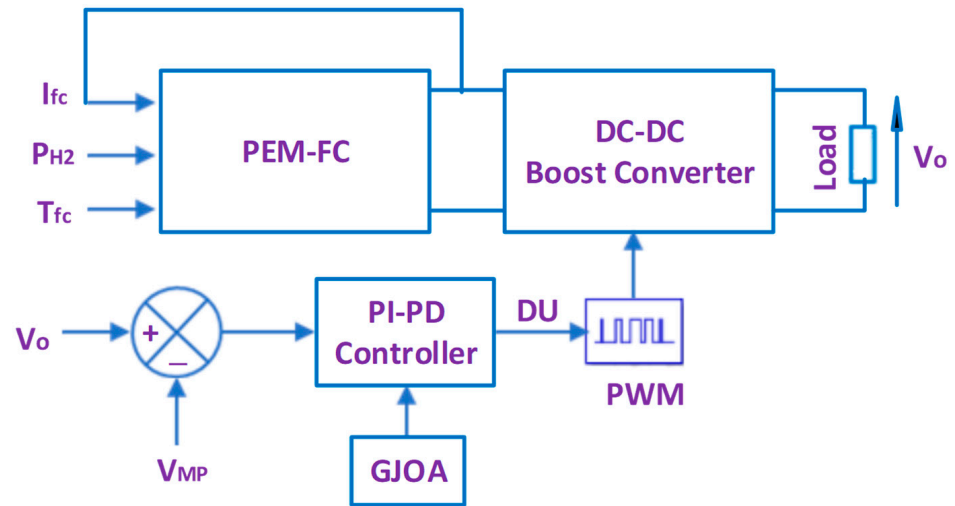 Ifc
PH2
Tfc
PEM-FC
DC-DC
Boost Converter
Load
Vo
Vo
+
−
VMP
PI-PD
Controller
GJOA
DU
PWM